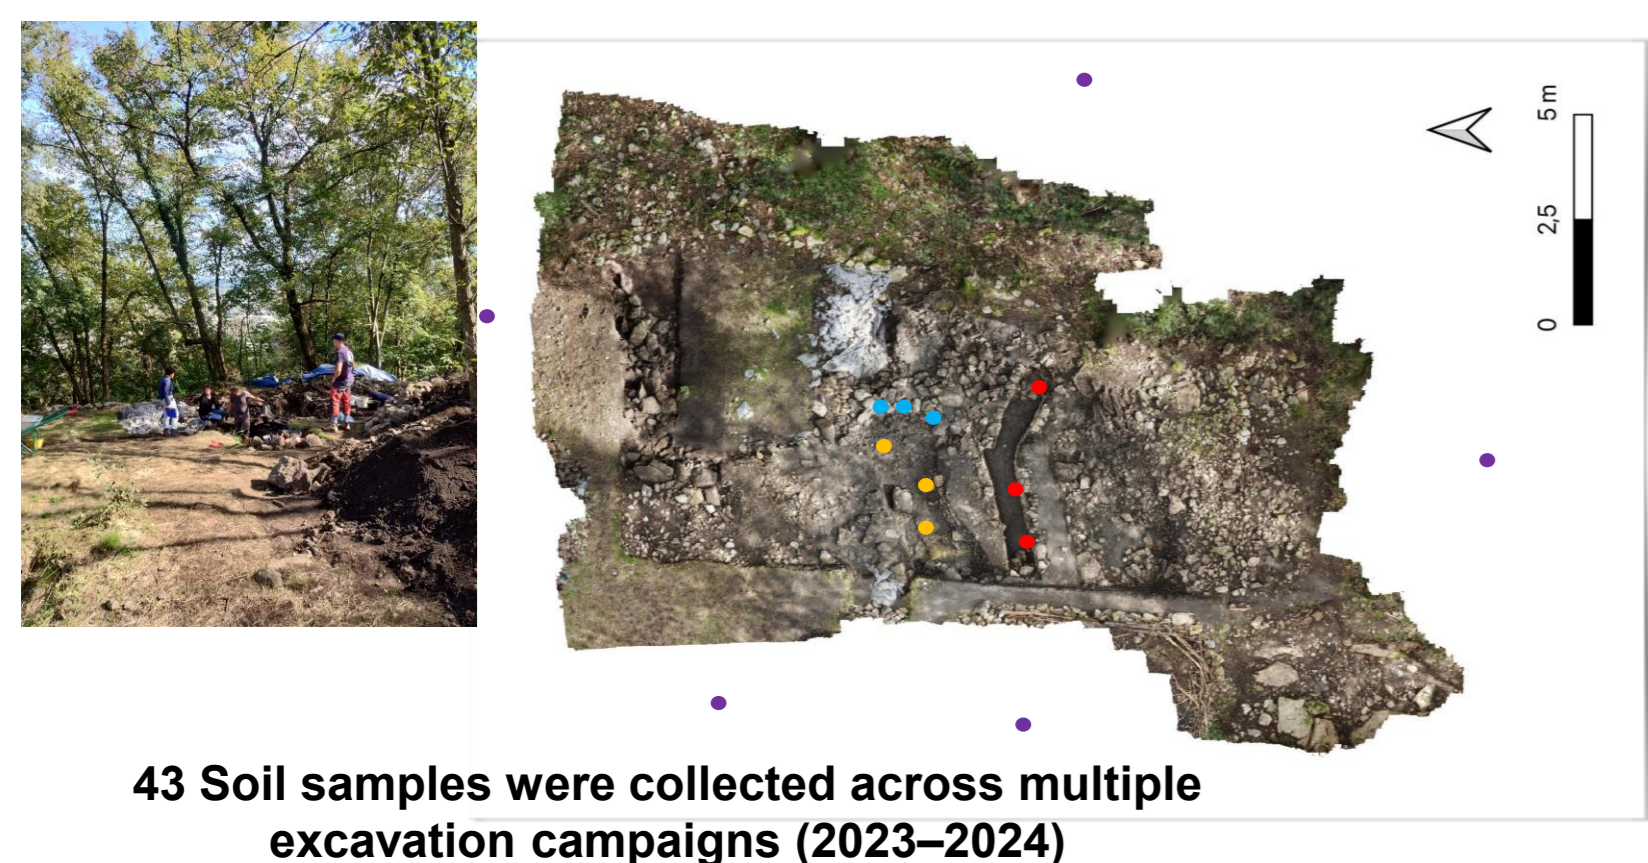 5 m
2,5
0
43 Soil samples were collected across multiple
excavation campaigns (2023–2024)